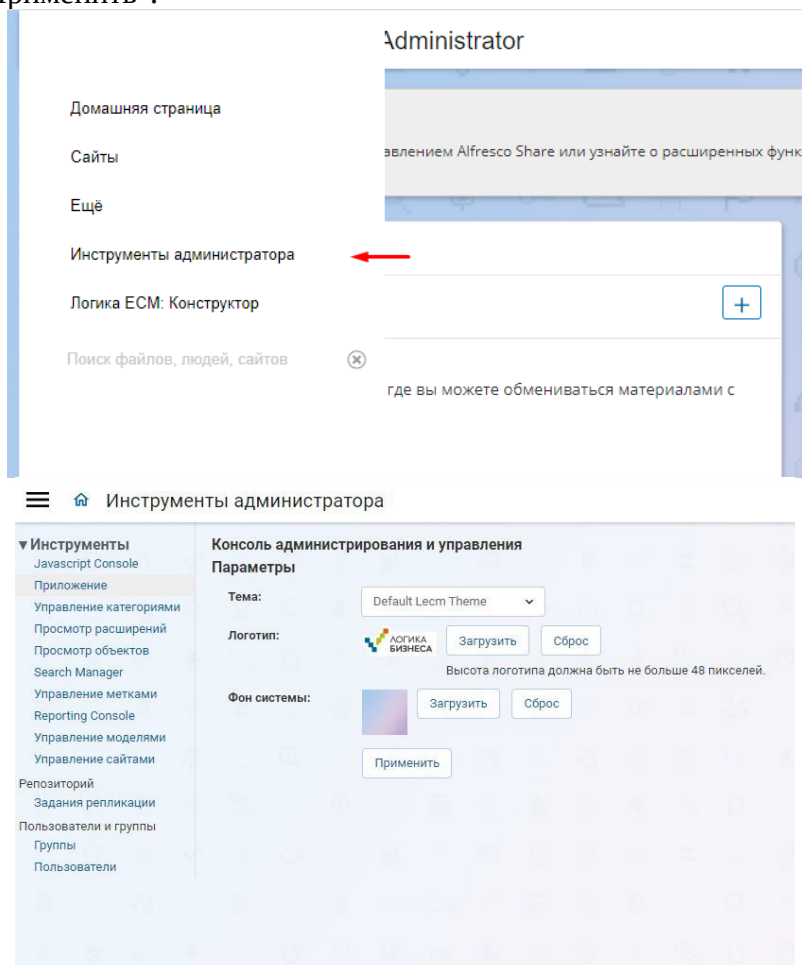 Применить".
Administrator
Домашняя страница
Сайты
авлением Alfresco Share или узнайте о расширенных функ
Ещё
Инструменты администратора
Логика ECM: Конструктор
+
Поиск файлов, людей, сайтов
где вы можете обмениваться материалами с
Инструменты администратора
Инструменты
Javascript Console
Приложение
Управление категориями
Просмотр расширений
Просмотр объектов
Search Manager
Управление метками
Reporting Console
Управление моделями
Управление сайтами
Репозиторий
Задания репликации
Пользователи и группы
Группы
Пользователи
Консоль администрирования и управления
Параметры
Тема:
Default Lecm Theme
Логотип:
ЛОГИКА
БИЗНЕСА
Загрузить
Сброс
Высота логотипа должна быть не больше 48 пикселей.
Фон системы:
Загрузить
Сброс
Применить